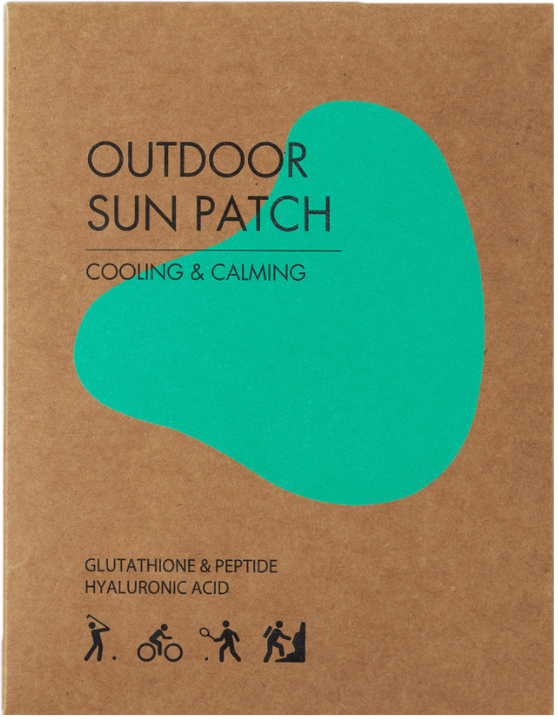 OUTDOOR
SUN PATCH
COOLING & CALMING
GLUTATHIONE & PEPTIDE
HYALURONIC ACID